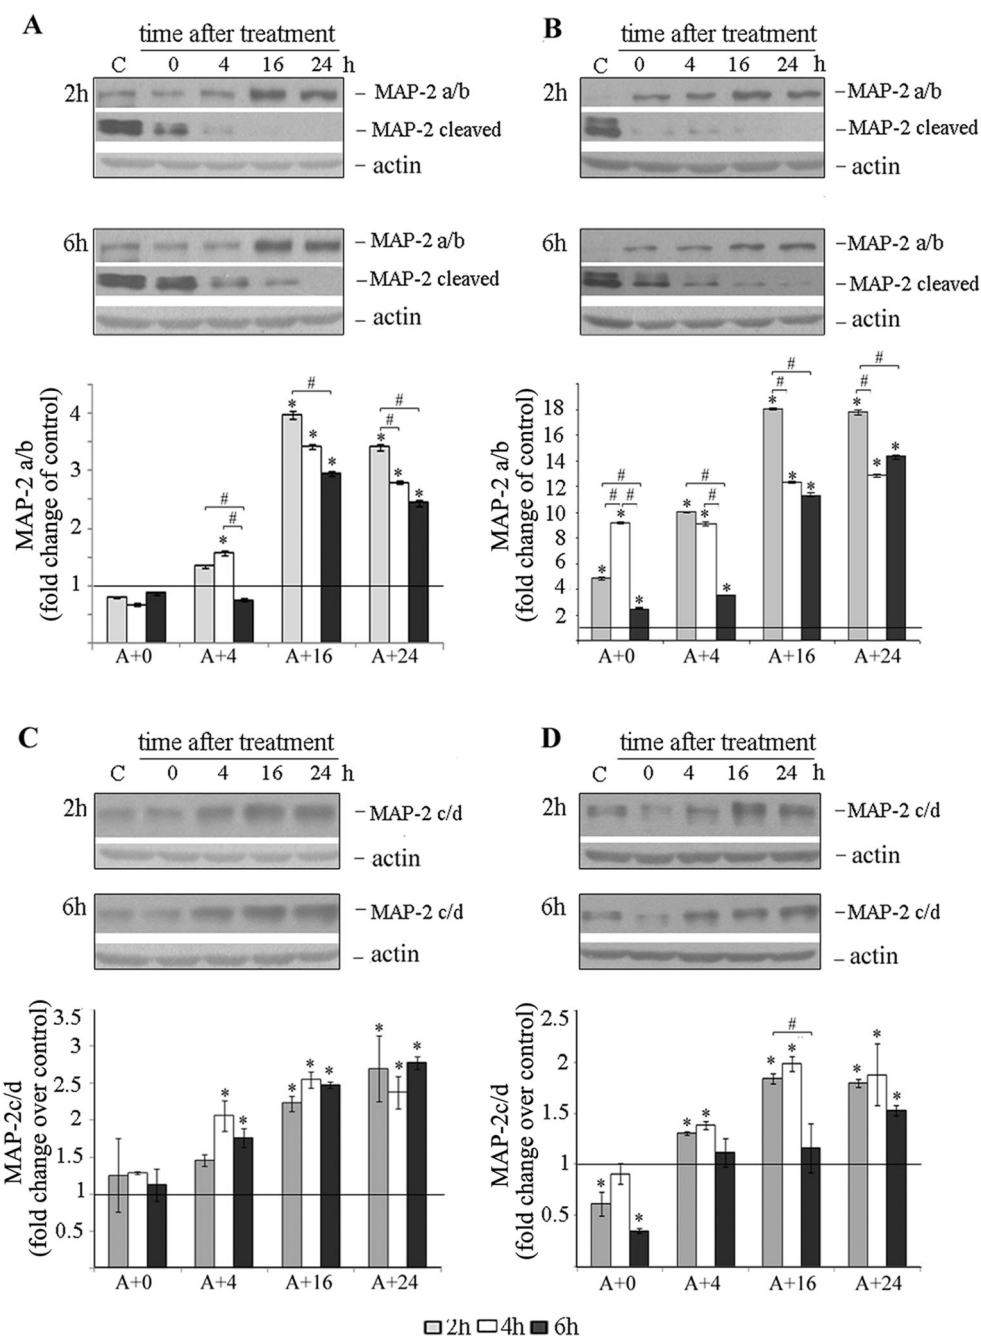 A
time after treatment
C 0 4 16 24 h
2h
– MAP-2 a/b
– MAP-2 cleaved
– actin
6h
– MAP-2 a/b
– MAP-2 cleaved
– actin
MAP-2 a/b
(fold change of control)
4
3
2
1
# # # # #
* * * * * * *
A+0 A+4 A+16 A+24
B
time after treatment
C 0 4 16 24 h
2h
– MAP-2 a/b
– MAP-2 cleaved
– actin
6h
– MAP-2 a/b
– MAP-2 cleaved
– actin
MAP-2 a/b
(fold change of control)
18
16
14
12
10
8
6
4
2
# # # # # # # # #
* * * * * * * * * * * *
A+0 A+4 A+16 A+24
C
time after treatment
C 0 4 16 24 h
2h
– MAP-2 c/d
– actin
6h
– MAP-2 c/d
– actin
MAP-2c/d
(fold change over control)
3.5
3
2.5
2
1.5
1
0.5
* * * * * * * *
A+0 A+4 A+16 A+24
D
time after treatment
C 0 4 16 24 h
2h
– MAP-2 c/d
– actin
6h
– MAP-2 c/d
– actin
MAP-2c/d
(fold change over control)
2.5
2
1.5
1
0.5
#
* * * * * * * * *
A+0 A+4 A+16 A+24
2h 4h 6h